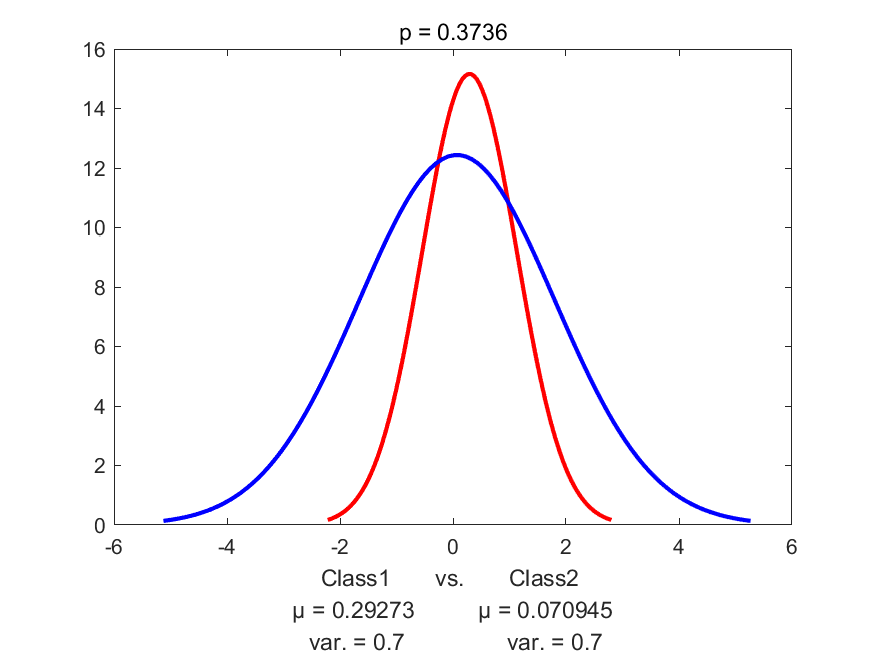 p = 0.3736
16
14
12
10
8
6
4
2
0
-6 -4 -2 0 2 4 6
Class1 vs. Class2
μ = 0.29273 μ = 0.070945
var. = 0.7 var. = 0.7